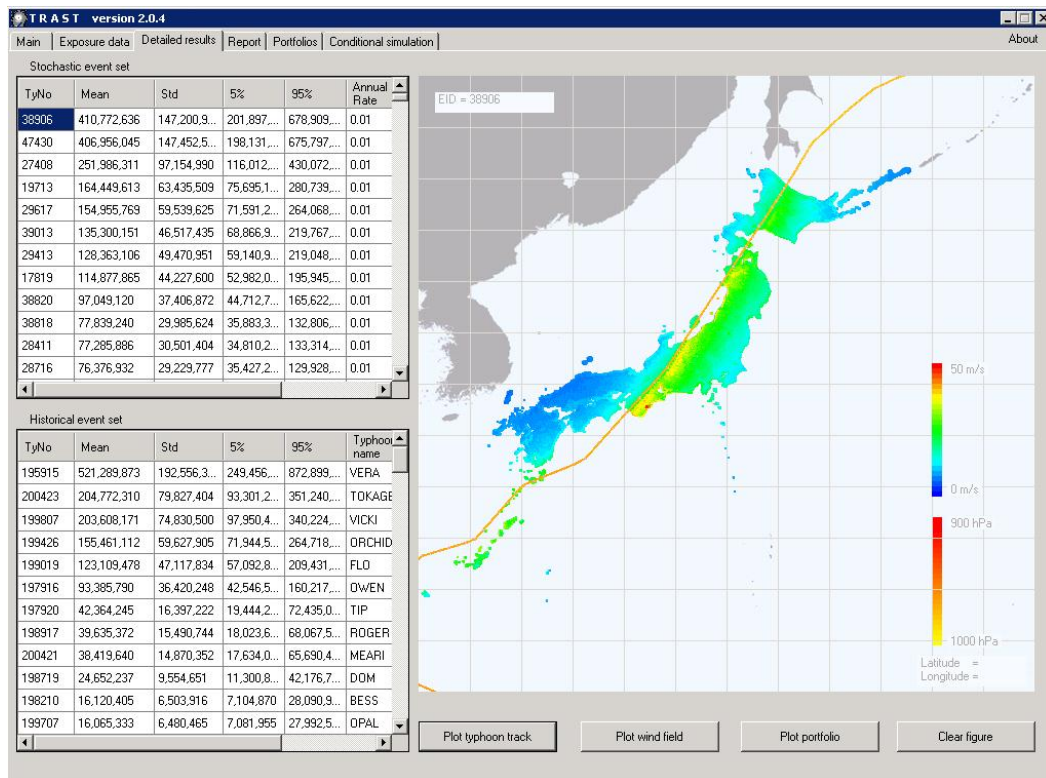 T R A S T version 2.0.4
Main Exposure data Detailed results Report Portfolios Conditional simulation About
Stochastic event set
TyNo Mean Std 5% 95% Annual Rate
38906 410,772,636 147,200,9... 201,897,... 678,909,... 0.01
47430 406,956,045 147,452,5... 198,131,... 675,797,... 0.01
27408 251,986,311 97,154,990 116,012,... 430,072,... 0.01
19713 164,449,613 63,435,509 75,695,1... 280,739,... 0.01
29617 154,955,769 59,539,625 71,591,2... 264,068,... 0.01
39013 135,300,151 46,517,435 68,866,9... 219,767,... 0.01
29413 128,363,106 49,470,951 59,140,9... 219,048,... 0.01
17819 114,877,865 44,227,600 52,982,0... 195,945,... 0.01
38820 97,049,120 37,406,872 44,712,7... 165,622,... 0.01
38818 77,839,240 29,985,624 35,883,3... 132,806,... 0.01
28411 77,285,886 30,501,404 34,810,2... 133,314,... 0.01
28716 76,376,932 29,229,777 35,427,2... 129,928,... 0.01
Historical event set
TyNo Mean Std 5% 95% Typhoon name
195915 521,289,873 192,556,3... 249,456,... 872,899,... VERA
200423 204,772,310 79,827,404 93,301,2... 351,240,... TOKAGE
199807 203,608,171 74,830,500 97,950,4... 340,224,... VICKI
199426 155,461,112 59,627,905 71,944,5... 264,718,... ORCHID
199019 123,109,478 47,117,834 57,092,8... 209,431,... FLO
197916 93,385,790 36,420,248 42,546,5... 160,217,... OWEN
197920 42,364,245 16,397,222 19,444,2... 72,435,0... TIP
198917 39,635,372 15,490,744 18,023,6... 68,067,5... ROGER
200421 38,419,640 14,870,352 17,634,0... 65,690,4... MEARI
198719 24,652,237 9,554,651 11,300,8... 42,176,7... DOM
198210 16,120,405 6,503,916 7,104,870 28,090,9... BESS
199707 16,065,333 6,480,465 7,081,955 27,992,5... OPAL
EID = 38906
50 m/s
0 m/s
900 hPa
1000 hPa
Latitude =
Longitude =
Plot typhoon track Plot wind field Plot portfolio Clear figure